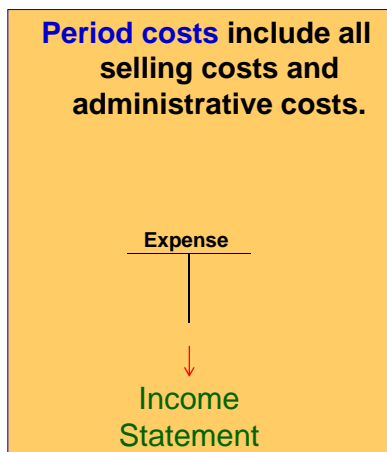 Period costs include all
selling costs and
administrative costs.
Expense
Income
Statement